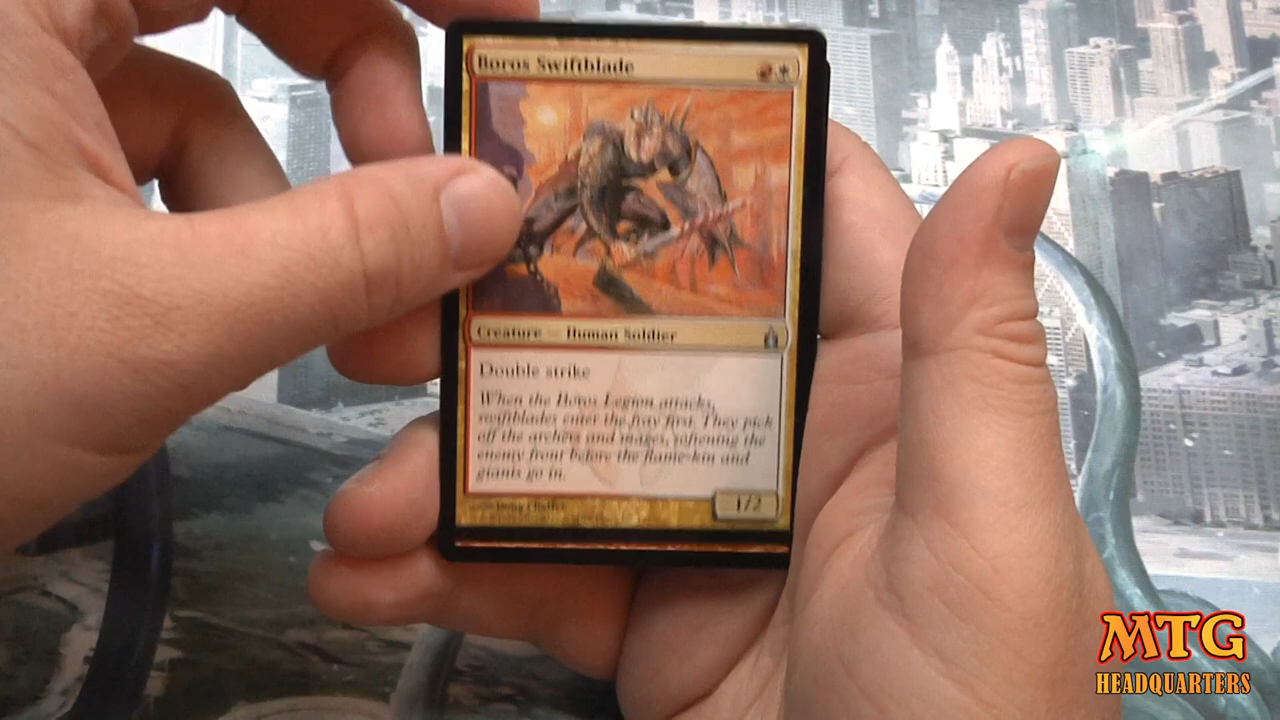 Boros Swiftblade
Creature — Human Soldier
Double strike
When the Boros Legion attacks,
swiftblades enter the fray first. They pick
off the archers and mages, softening the
enemy front before the flame-kin and
giants go in.
1/2
MTG
HEADQUARTERS